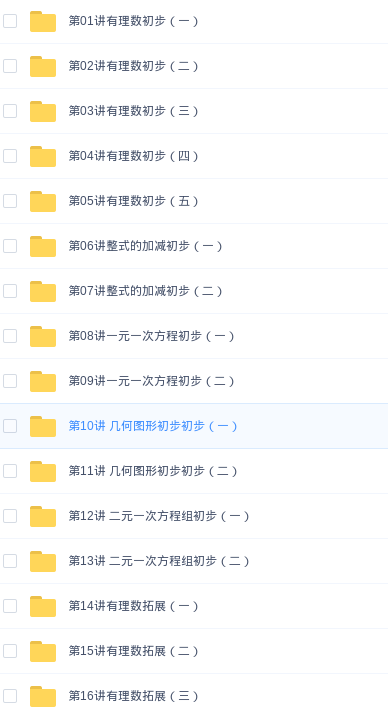 第01讲有理数初步（一）
第02讲有理数初步（二）
第03讲有理数初步（三）
第04讲有理数初步（四）
第05讲有理数初步（五）
第06讲整式的加减初步（一）
第07讲整式的加减初步（二）
第08讲一元一次方程初步（一）
第09讲一元一次方程初步（二）
第10讲 几何图形初步初步（一）
第11讲 几何图形初步初步（二）
第12讲 二元一次方程组初步（一）
第13讲 二元一次方程组初步（二）
第14讲有理数拓展（一）
第15讲有理数拓展（二）
第16讲有理数拓展（三）